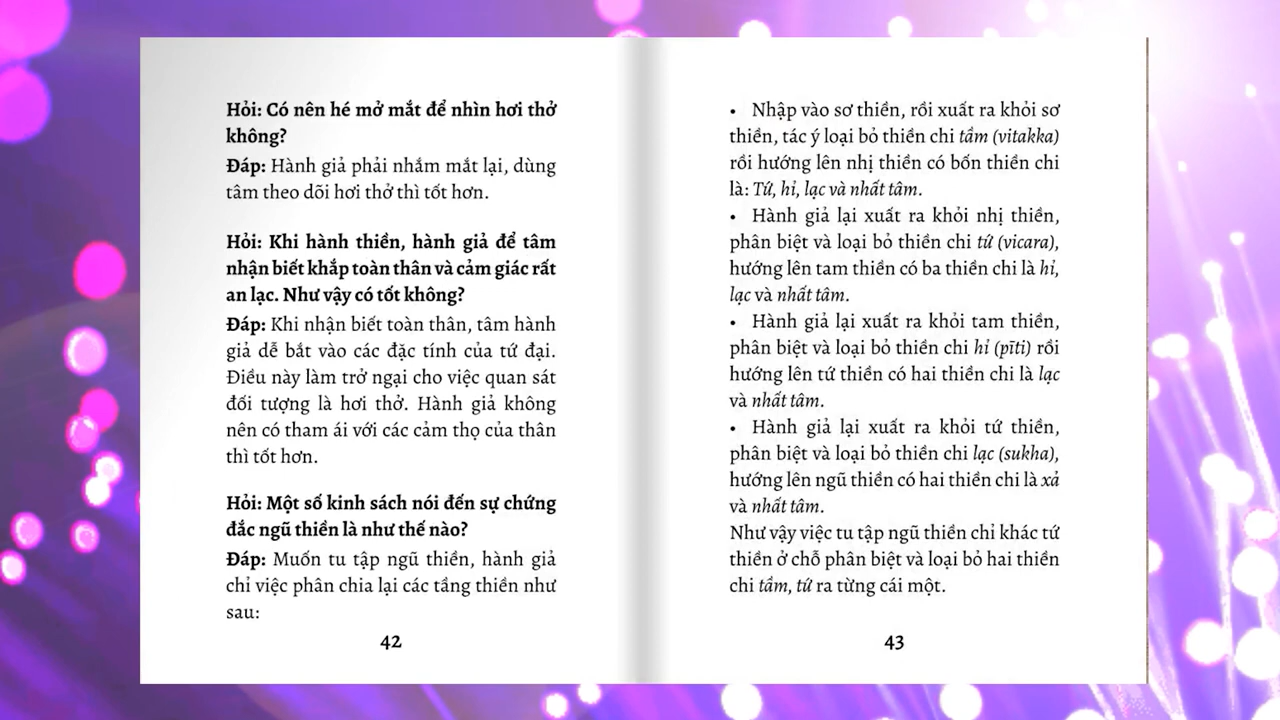 Hỏi: Có nên hé mở mắt để nhìn hơi thở
không?
Đáp: Hành giả phải nhắm mắt lại, dùng
tâm theo dõi hơi thở thì tốt hơn.
Hỏi: Khi hành thiền, hành giả để tâm
nhận biết khắp toàn thân và cảm giác rất
an lạc. Như vậy có tốt không?
Đáp: Khi nhận biết toàn thân, tâm hành
giả dễ bắt vào các đặc tính của tứ đại.
Điều này làm trở ngại cho việc quan sát
đối tượng là hơi thở. Hành giả không
nên có tham ái với các cảm thọ của thân
thì tốt hơn.
Hỏi: Một số kinh sách nói đến sự chứng
đắc ngũ thiền là như thế nào?
Đáp: Muốn tu tập ngũ thiền, hành giả
chỉ việc phân chia lại các tầng thiền như
sau:
42
• Nhập vào sơ thiền, rồi xuất ra khỏi sơ
thiền, tác ý loại bỏ thiền chi tầm (vitakka)
rồi hướng lên nhị thiền có bốn thiền chi
là: Tứ, hỉ, lạc và nhất tâm.
• Hành giả lại xuất ra khỏi nhị thiền,
phân biệt và loại bỏ thiền chi tứ (vicara),
hướng lên tam thiền có ba thiền chi là hỉ,
lạc và nhất tâm.
• Hành giả lại xuất ra khỏi tam thiền,
phân biệt và loại bỏ thiền chi hỉ (pīti) rồi
hướng lên tứ thiền có hai thiền chi là lạc
và nhất tâm.
• Hành giả lại xuất ra khỏi tứ thiền,
phân biệt và loại bỏ thiền chi lạc (sukha),
hướng lên ngũ thiền có hai thiền chi là xả
và nhất tâm.
Như vậy việc tu tập ngũ thiền chỉ khác tứ
thiền ở chỗ phân biệt và loại bỏ hai thiền
chi tầm, tứ ra từng cái một.
43